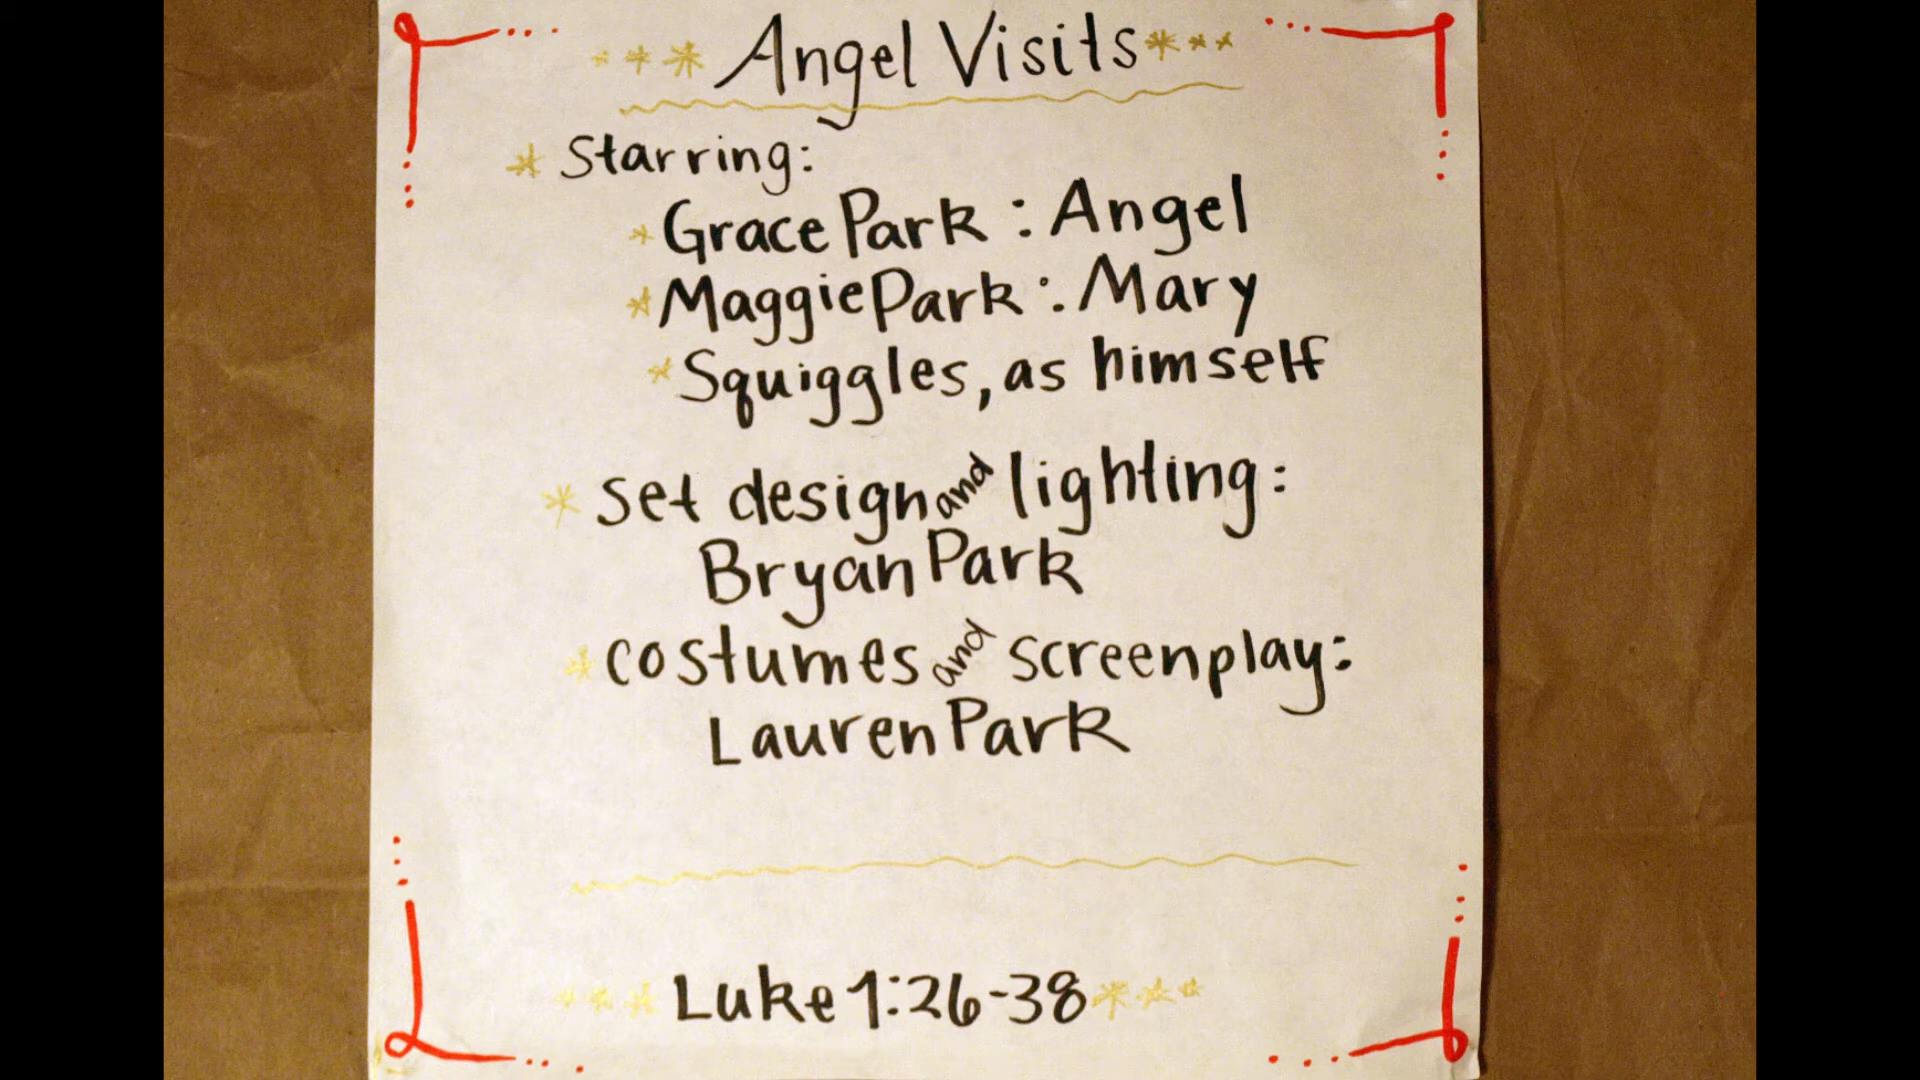 Angel Visits
Starring:
Grace Park: Angel
Maggie Park: Mary
Squiggles, as himself
Set design and lighting:
Bryan Park
costumes and screenplay:
Lauren Park
Luke 1:26-38